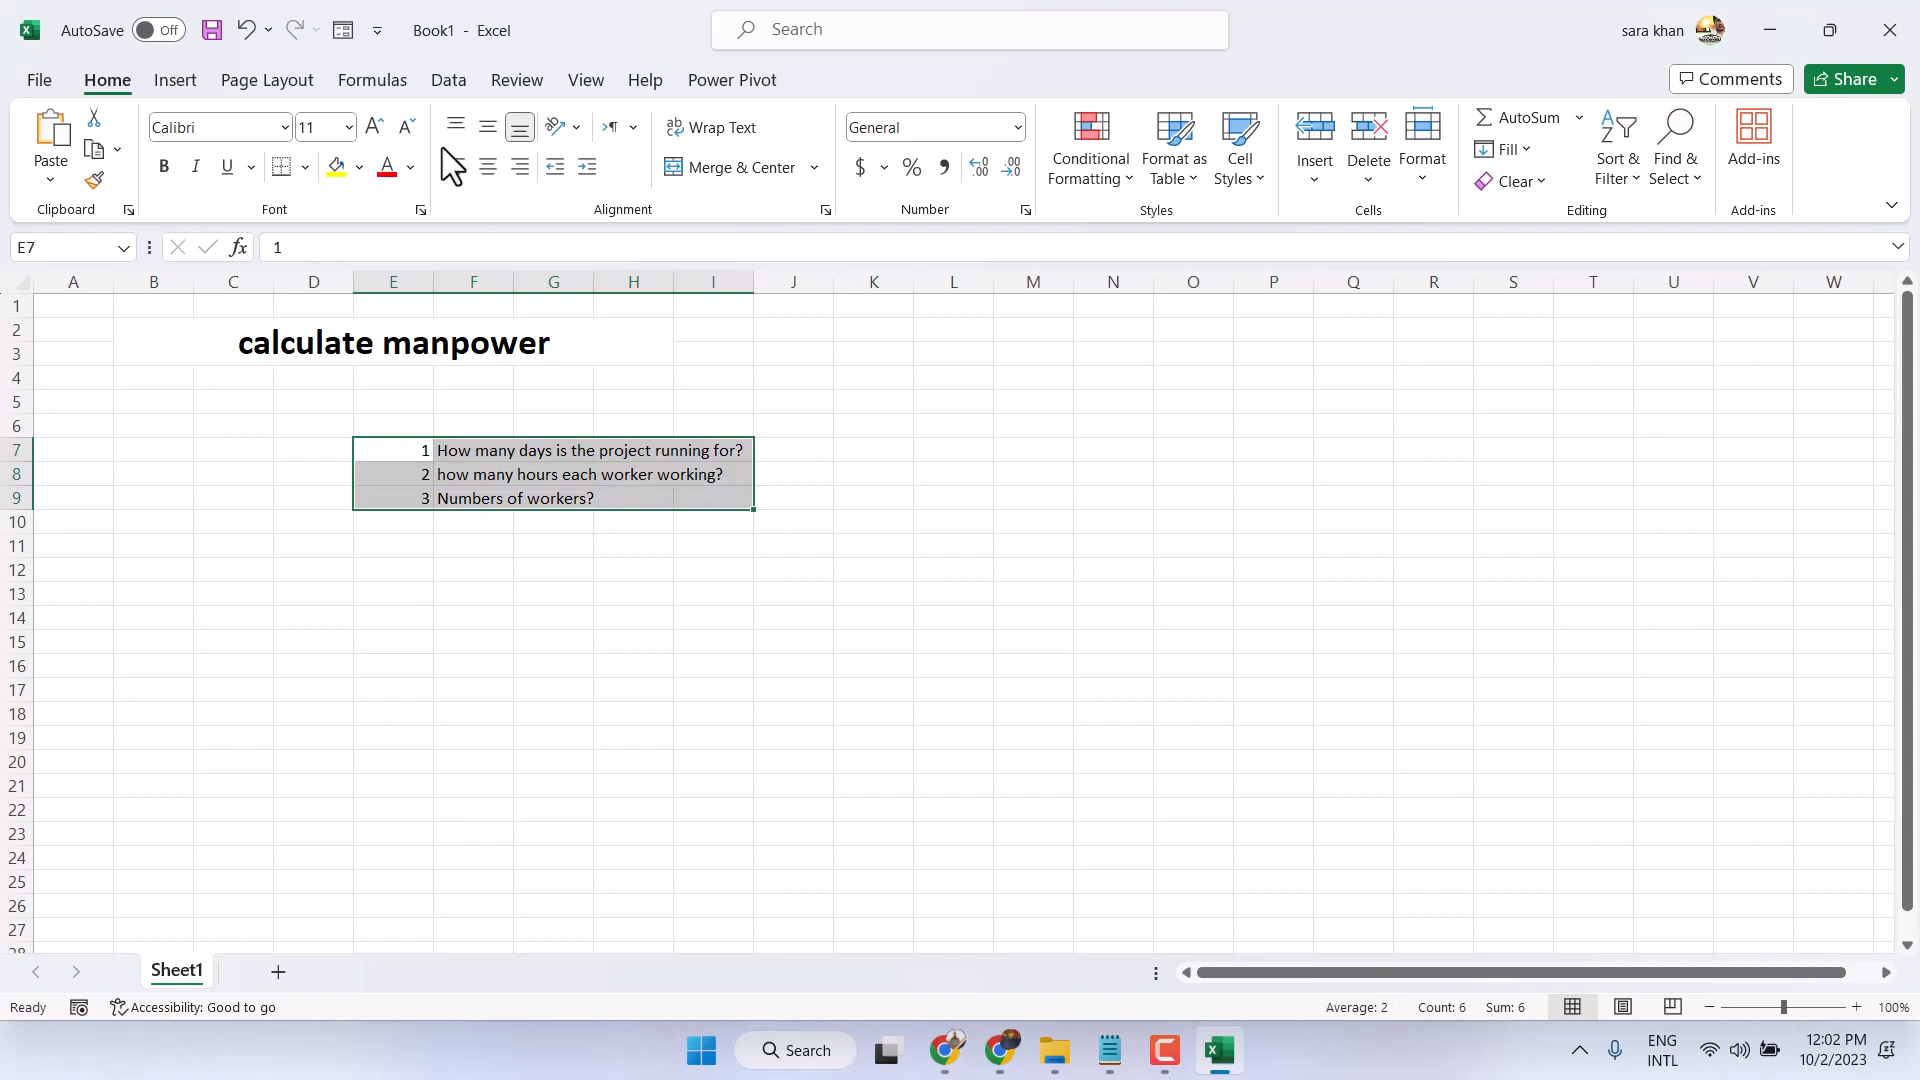 AutoSave Off Book1 - Excel Search sara khan
File Home Insert Page Layout Formulas Data Review View Help Power Pivot Comments Share
Paste Calibri 11 Wrap Text General Conditional Formatting Format as Table Cell Styles Insert Delete Format AutoSum Sort & Filter Find & Select Add-ins
B I U A Merge & Center $ % Fill
Clear
Clipboard Font Alignment Number Styles Cells Editing Add-ins
E7 fx 1
A B C D E F G H I J K L M N O P Q R S T U V W
1
2
calculate manpower
3
4
5
6
7 1 How many days is the project running for?
8 2 how many hours each worker working?
9 3 Numbers of workers?
10
11
12
13
14
15
16
17
18
19
20
21
22
23
24
25
26
27
28
Sheet1
Ready Accessibility: Good to go Average: 2 Count: 6 Sum: 6 100%
Search ENG INTL 12:02 PM 10/2/2023